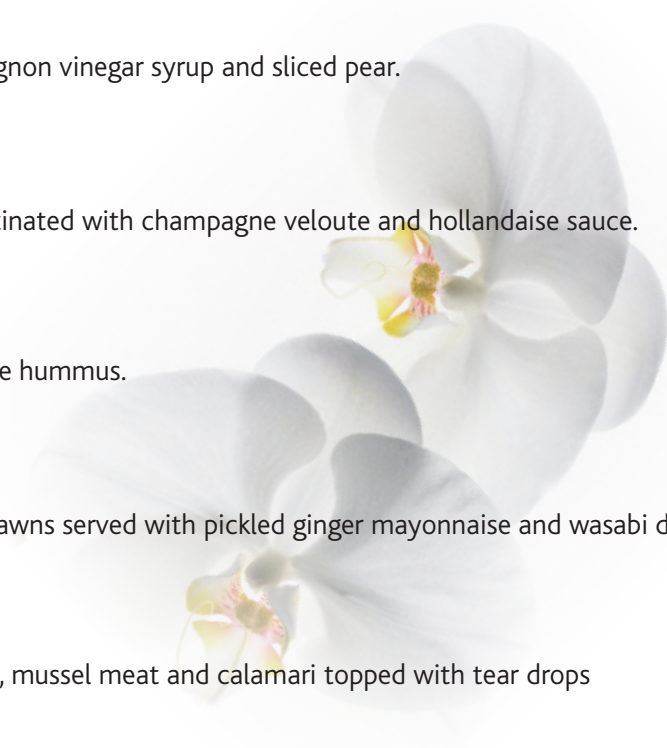 gnon vinegar syrup and sliced pear.
tinated with champagne veloute and hollandaise sauce.
e hummus.
awns served with pickled ginger mayonnaise and wasabi d
, mussel meat and calamari topped with tear drops